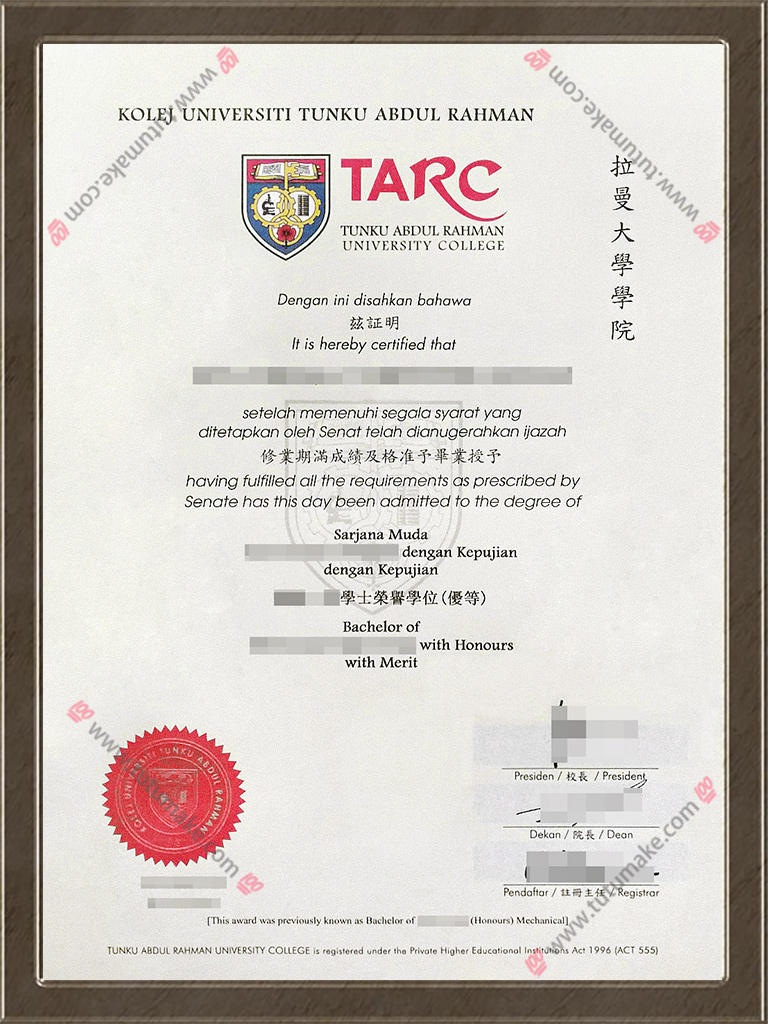 KOLEJ UNIVERSITI TUNKU ABDUL RAHMAN
TARC
TUNKU ABDUL RAHMAN
UNIVERSITY COLLEGE
拉曼大學學院
Dengan ini disahkan bahawa
茲証明
It is hereby certified that
setelah memenuhi segala syarat yang
ditetapkan oleh Senat telah dianugerahkan ijazah
修業期滿成績及格准予畢業授予
having fulfilled all the requirements as prescribed by
Senate has this day been admitted to the degree of
Sarjana Muda
dengan Kepujian
dengan Kepujian
學士榮譽學位(優等)
Bachelor of
with Honours
with Merit
KOLEJ UNIVERSITI TUNKU ABDUL RAHMAN
Presiden / 校長 / President
Dekan / 院長 / Dean
Pendaftar / 註冊主任 / Registrar
[This award was previously known as Bachelor of (Honours) Mechanical]
TUNKU ABDUL RAHMAN UNIVERSITY COLLEGE is registered under the Private Higher Educational Institutions Act 1996 (ACT 555)
www.tutumake.com
www.tutumake.com
www.tutumake.com
www.tutumake.com